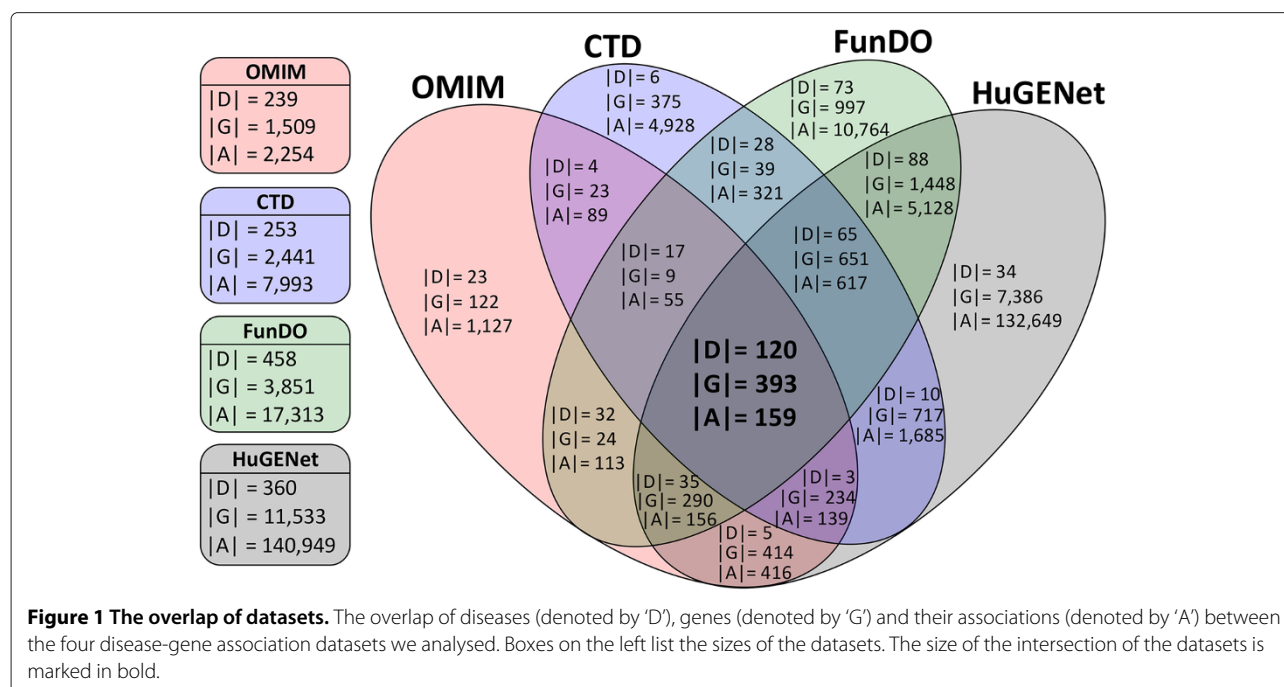 OMIM
|D| = 239
|G| = 1,509
|A| = 2,254
CTD
|D| = 253
|G| = 2,441
|A| = 7,993
FunDO
|D| = 458
|G| = 3,851
|A| = 17,313
HuGENet
|D| = 360
|G| = 11,533
|A| = 140,949
OMIM
CTD
FunDO
HuGENet
|D|= 6
|G|= 375
|A|= 4,928
|D|= 73
|G|= 997
|A|= 10,764
|D|= 4
|G|= 23
|A|= 89
|D|= 28
|G|= 39
|A|= 321
|D|= 88
|G|= 1,448
|A|= 5,128
|D|= 23
|G|= 122
|A|= 1,127
|D|= 17
|G|= 9
|A|= 55
|D|= 65
|G|= 651
|A|= 617
|D|= 34
|G|= 7,386
|A|= 132,649
|D|= 120
|G|= 393
|A|= 159
|D|= 32
|G|= 24
|A|= 113
|D|= 10
|G|= 717
|A|= 1,685
|D|= 35
|G|= 290
|A|= 156
|D|= 3
|G|= 234
|A|= 139
|D|= 5
|G|= 414
|A|= 416
Figure 1 The overlap of datasets. The overlap of diseases (denoted by ‘D’), genes (denoted by ‘G’) and their associations (denoted by ‘A’) between
the four disease-gene association datasets we analysed. Boxes on the left list the sizes of the datasets. The size of the intersection of the datasets is
marked in bold.